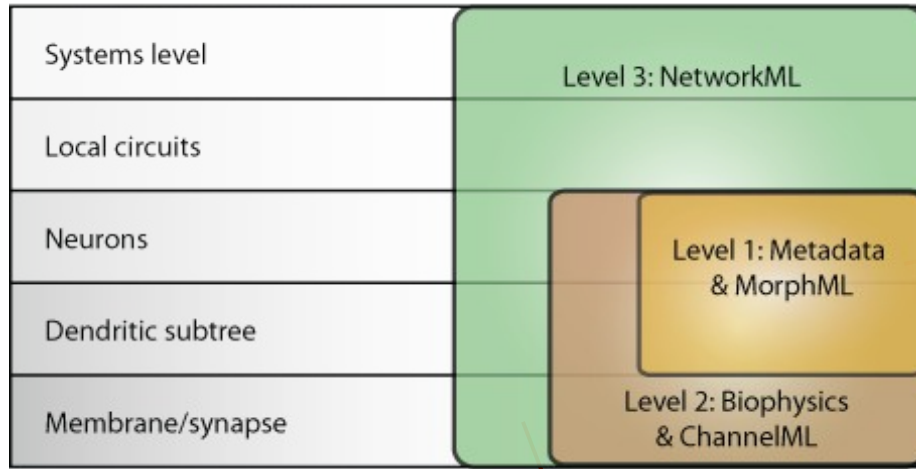 Systems level
Level 3: NetworkML
Local circuits
Neurons
Level 1: Metadata
& MorphML
Dendritic subtree
Membrane/synapse
Level 2: Biophysics
& ChannelML